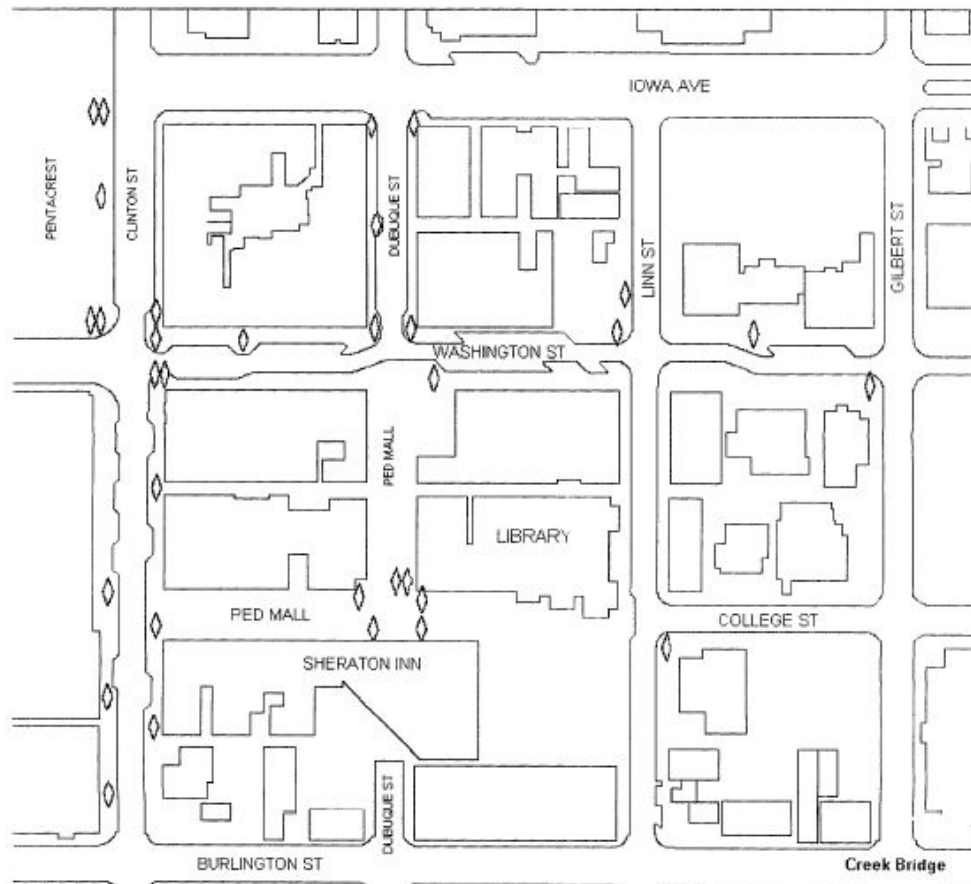 IOWA AVE
PENTACREST
CLINTON ST
DUBUQUE ST
LINN ST
GILBERT ST
WASHINGTON ST
PED MALL
LIBRARY
PED MALL
COLLEGE ST
SHERATON INN
DUBUQUE ST
BURLINGTON ST
Creek Bridge